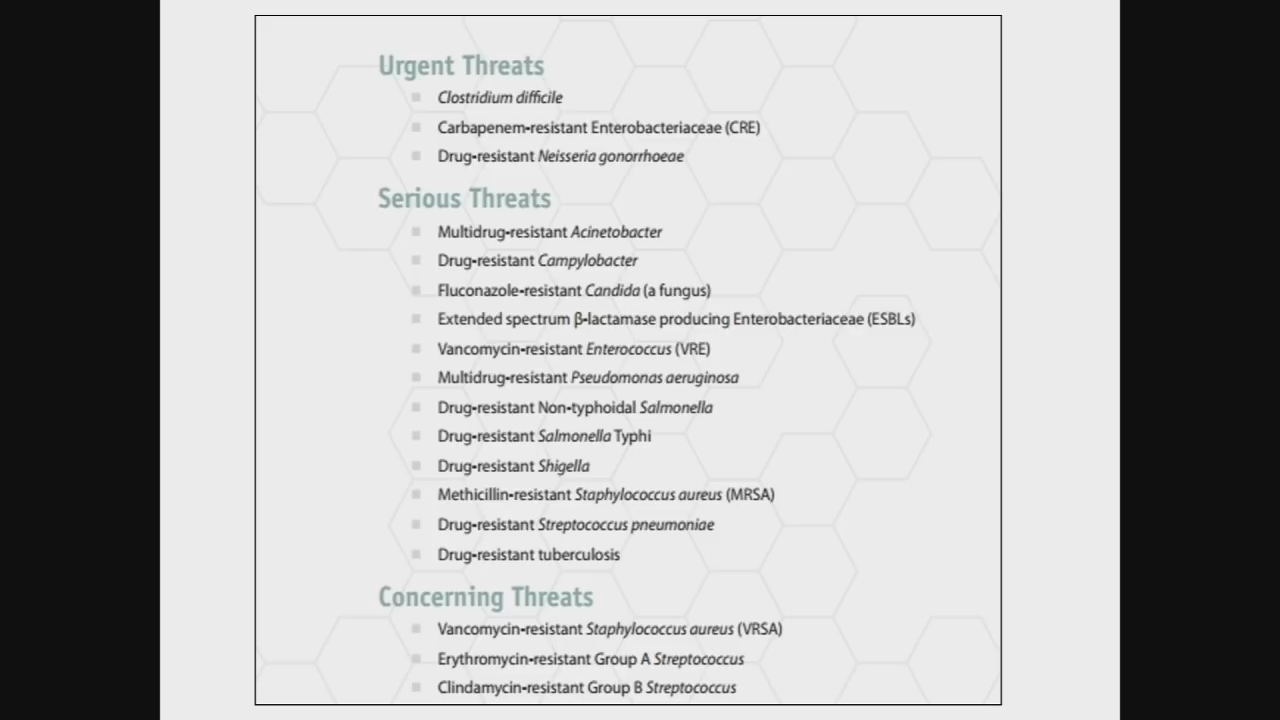 Urgent Threats
Clostridium difficile
Carbapenem-resistant Enterobacteriaceae (CRE)
Drug-resistant Neisseria gonorrhoeae
Serious Threats
Multidrug-resistant Acinetobacter
Drug-resistant Campylobacter
Fluconazole-resistant Candida (a fungus)
Extended spectrum β-lactamase producing Enterobacteriaceae (ESBLs)
Vancomycin-resistant Enterococcus (VRE)
Multidrug-resistant Pseudomonas aeruginosa
Drug-resistant Non-typhoidal Salmonella
Drug-resistant Salmonella Typhi
Drug-resistant Shigella
Methicillin-resistant Staphylococcus aureus (MRSA)
Drug-resistant Streptococcus pneumoniae
Drug-resistant tuberculosis
Concerning Threats
Vancomycin-resistant Staphylococcus aureus (VRSA)
Erythromycin-resistant Group A Streptococcus
Clindamycin-resistant Group B Streptococcus